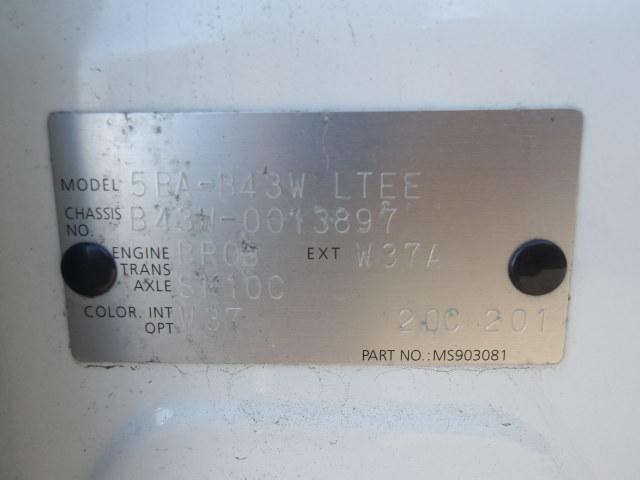 MODEL 5BA-B43W LTEE
CHASSIS NO. B43W-0013897
ENGINE BR06 EXT W37A
TRANS AXLE
COLOR. INT OPT W37 20C 201
PART NO.:MS903081